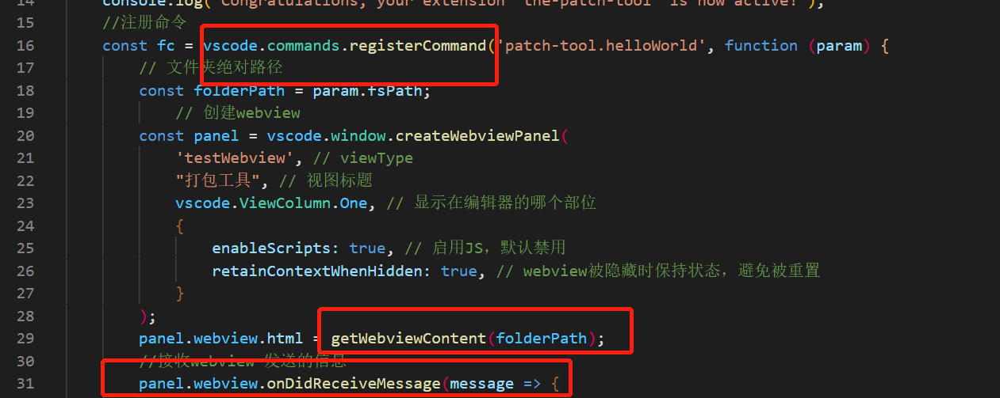 14 console.log('Congratulations, your extension "the-patch-tool" is now active!');
15 //注册命令
16 const fc = vscode.commands.registerCommand('patch-tool.helloWorld', function (param) {
17 // 文件夹绝对路径
18 const folderPath = param.fsPath;
19 // 创建webview
20 const panel = vscode.window.createWebviewPanel(
21 'testWebview', // viewType
22 "打包工具", // 视图标题
23 vscode.ViewColumn.One, // 显示在编辑器的哪个部位
24 {
25 enableScripts: true, // 启用JS，默认禁用
26 retainContextWhenHidden: true, // webview被隐藏时保持状态，避免被重置
27 }
28 );
29 panel.webview.html = getWebviewContent(folderPath);
30 //接收webview 发送的信息
31 panel.webview.onDidReceiveMessage(message => {